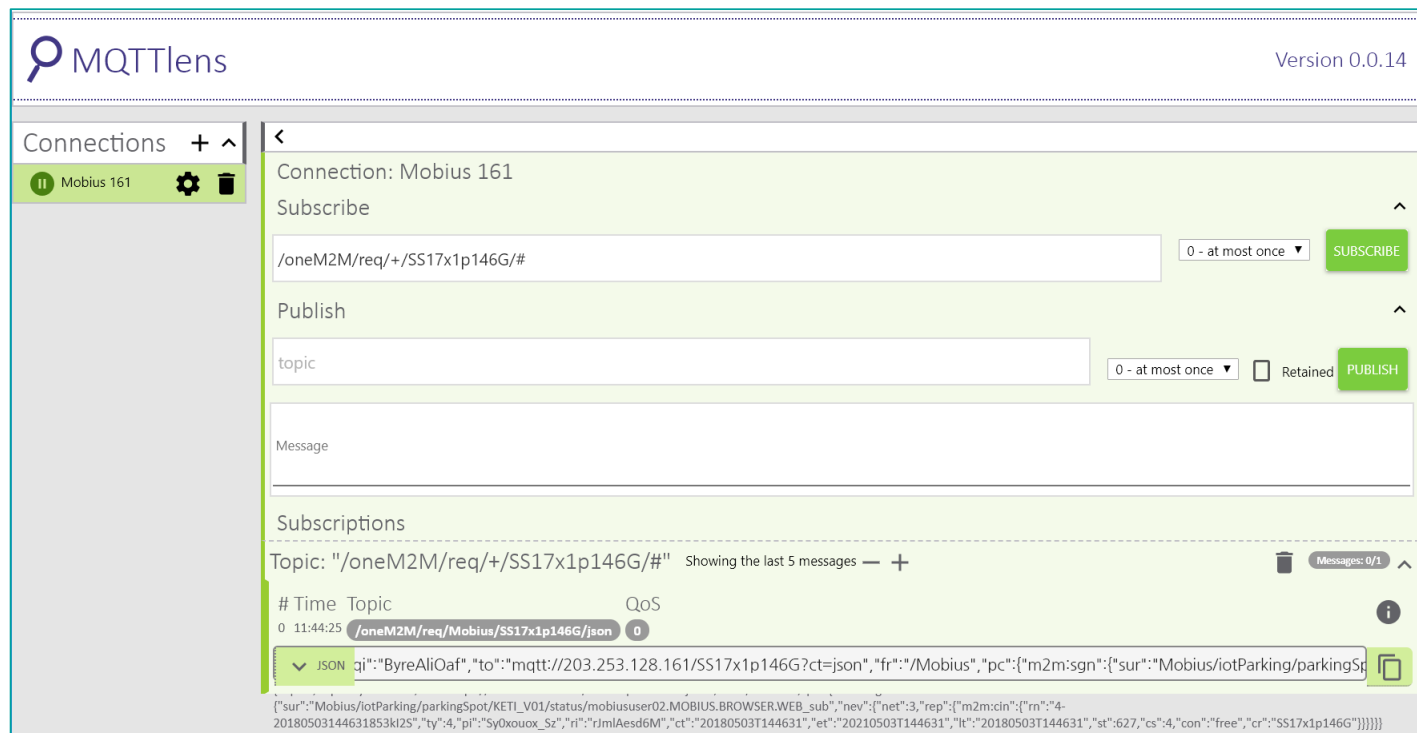 MQTTlens
Version 0.0.14
Connections
Mobius 161
Connection: Mobius 161
Subscribe
/oneM2M/req/+/SS17x1p146G/#
0 - at most once
SUBSCRIBE
Publish
topic
0 - at most once
Retained
PUBLISH
Message
Subscriptions
Topic: "/oneM2M/req/+/SS17x1p146G/#" Showing the last 5 messages
Messages: 0/1
# Time Topic QoS
0 11:44:25 /oneM2M/req/Mobius/SS17x1p146G/json 0
JSON qi":"ByreAliOaf","to":"mqtt://203.253.128.161/SS17x1p146G?ct=json","fr":"/Mobius","pc":{"m2m:sgn":{"sur":"Mobius/iotParking/parkingSp
{"sur":"Mobius/iotParking/parkingSpot/KETI_V01/status/mobiususer02.MOBIUS.BROWSER.WEB_sub","nev":{"net":3,"rep":{"m2m:cin":{"rn":"4-
20180503144631853kI2S","ty":4,"pi":"Sy0xouox_Sz","ri":"rJmIAesd6M","ct":"20180503T144631","et":"20210503T144631","lt":"20180503T144631","st":627,"cs":4,"con":"free","cr":"SS17x1p146G"}}}}}}